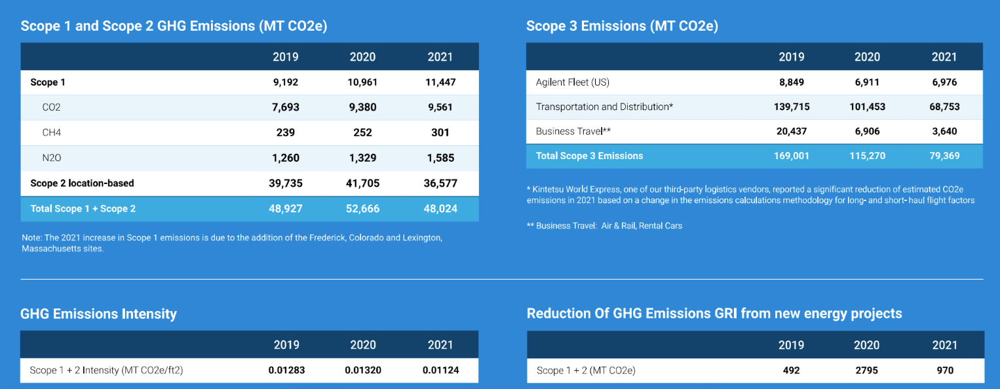 Scope 1 and Scope 2 GHG Emissions (MT CO2e)
2019 2020 2021
Scope 1 9,192 10,961 11,447
CO2 7,693 9,380 9,561
CH4 239 252 301
N2O 1,260 1,329 1,585
Scope 2 location-based 39,735 41,705 36,577
Total Scope 1 + Scope 2 48,927 52,666 48,024
Note: The 2021 increase in Scope 1 emissions is due to the addition of the Frederick, Colorado and Lexington,
Massachusetts sites.
Scope 3 Emissions (MT CO2e)
2019 2020 2021
Agilent Fleet (US) 8,849 6,911 6,976
Transportation and Distribution* 139,715 101,453 68,753
Business Travel** 20,437 6,906 3,640
Total Scope 3 Emissions 169,001 115,270 79,369
* Kintetsu World Express, one of our third-party logistics vendors, reported a significant reduction of estimated CO2e
emissions in 2021 based on a change in the emissions calculations methodology for long- and short- haul flight factors
** Business Travel: Air & Rail, Rental Cars
GHG Emissions Intensity
2019 2020 2021
Scope 1 + 2 Intensity (MT CO2e/ft2) 0.01283 0.01320 0.01124
Reduction Of GHG Emissions GRI from new energy projects
2019 2020 2021
Scope 1 + 2 (MT CO2e) 492 2795 970